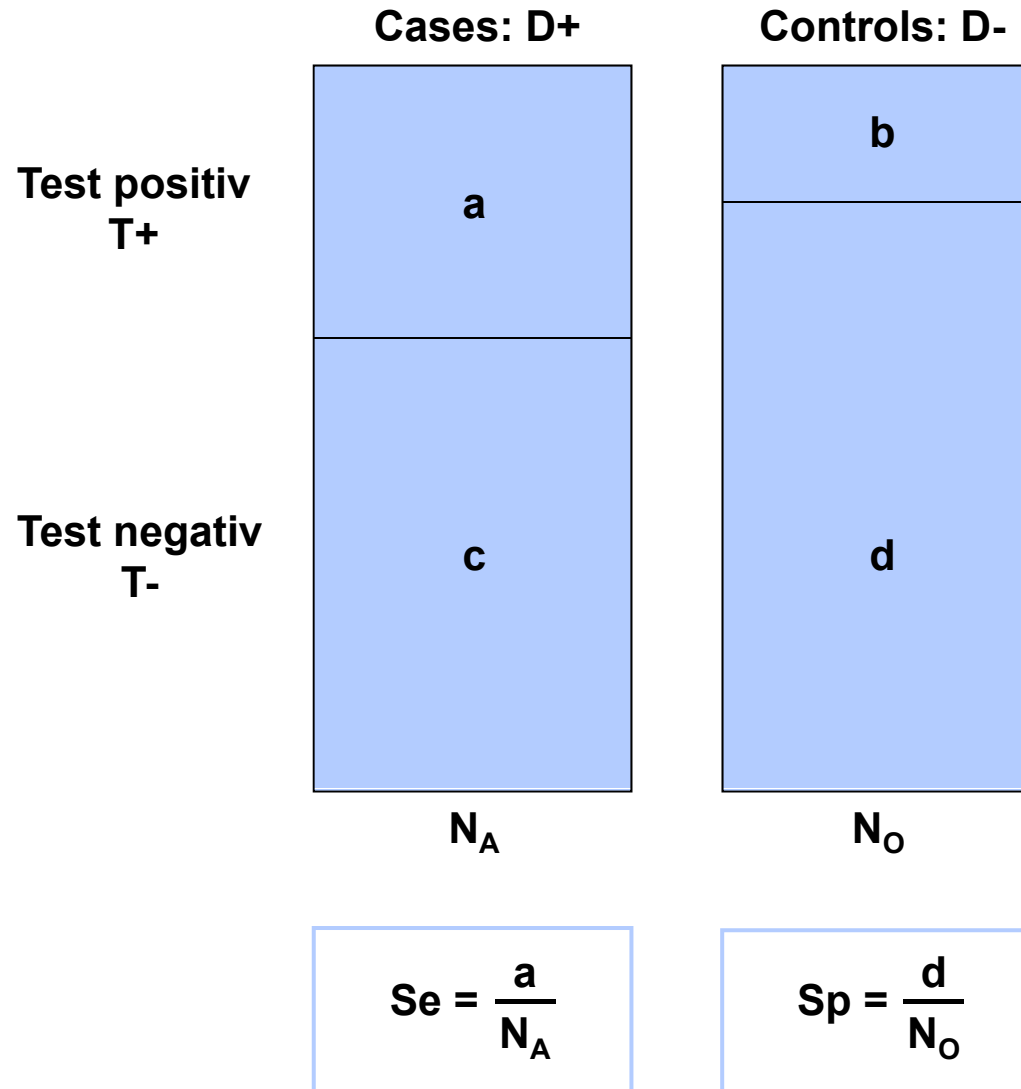 Cases: D+
Controls: D-
Test positiv
T+
a
b
Test negativ
T-
c
d
N_A
N_O
Se = a / N_A
Sp = d / N_O